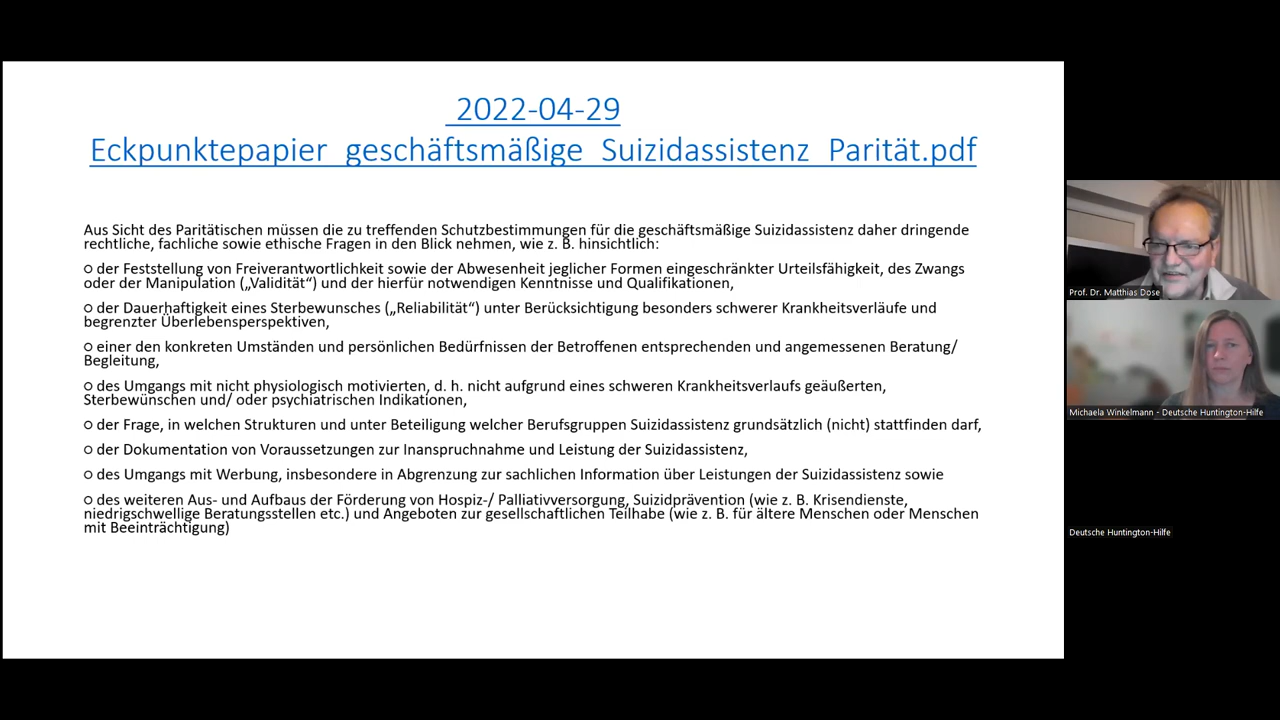 2022-04-29
Eckpunktepapier_geschäftsmäßige_Suizidassistenz_Parität.pdf
Aus Sicht des Paritätischen müssen die zu treffenden Schutzbestimmungen für die geschäftsmäßige Suizidassistenz daher dringende
rechtliche, fachliche sowie ethische Fragen in den Blick nehmen, wie z. B. hinsichtlich:
○ der Feststellung von Freiverantwortlichkeit sowie der Abwesenheit jeglicher Formen eingeschränkter Urteilsfähigkeit, des Zwangs
oder der Manipulation („Validität“) und der hierfür notwendigen Kenntnisse und Qualifikationen,
○ der Dauerhaftigkeit eines Sterbewunsches („Reliabilität“) unter Berücksichtigung besonders schwerer Krankheitsverläufe und
begrenzter Überlebensperspektiven,
○ einer den konkreten Umständen und persönlichen Bedürfnissen der Betroffenen entsprechenden und angemessenen Beratung/
Begleitung,
○ des Umgangs mit nicht physiologisch motivierten, d. h. nicht aufgrund eines schweren Krankheitsverlaufs geäußerten,
Sterbewünschen und/ oder psychiatrischen Indikationen,
○ der Frage, in welchen Strukturen und unter Beteiligung welcher Berufsgruppen Suizidassistenz grundsätzlich (nicht) stattfinden darf,
○ der Dokumentation von Voraussetzungen zur Inanspruchnahme und Leistung der Suizidassistenz,
○ des Umgangs mit Werbung, insbesondere in Abgrenzung zur sachlichen Information über Leistungen der Suizidassistenz sowie
○ des weiteren Aus- und Aufbaus der Förderung von Hospiz-/ Palliativversorgung, Suizidprävention (wie z. B. Krisendienste,
niedrigschwellige Beratungsstellen etc.) und Angeboten zur gesellschaftlichen Teilhabe (wie z. B. für ältere Menschen oder Menschen
mit Beeinträchtigung)
Prof. Dr. Matthias Dose
Michaela Winkelmann - Deutsche Huntington-Hilfe
Deutsche Huntington-Hilfe